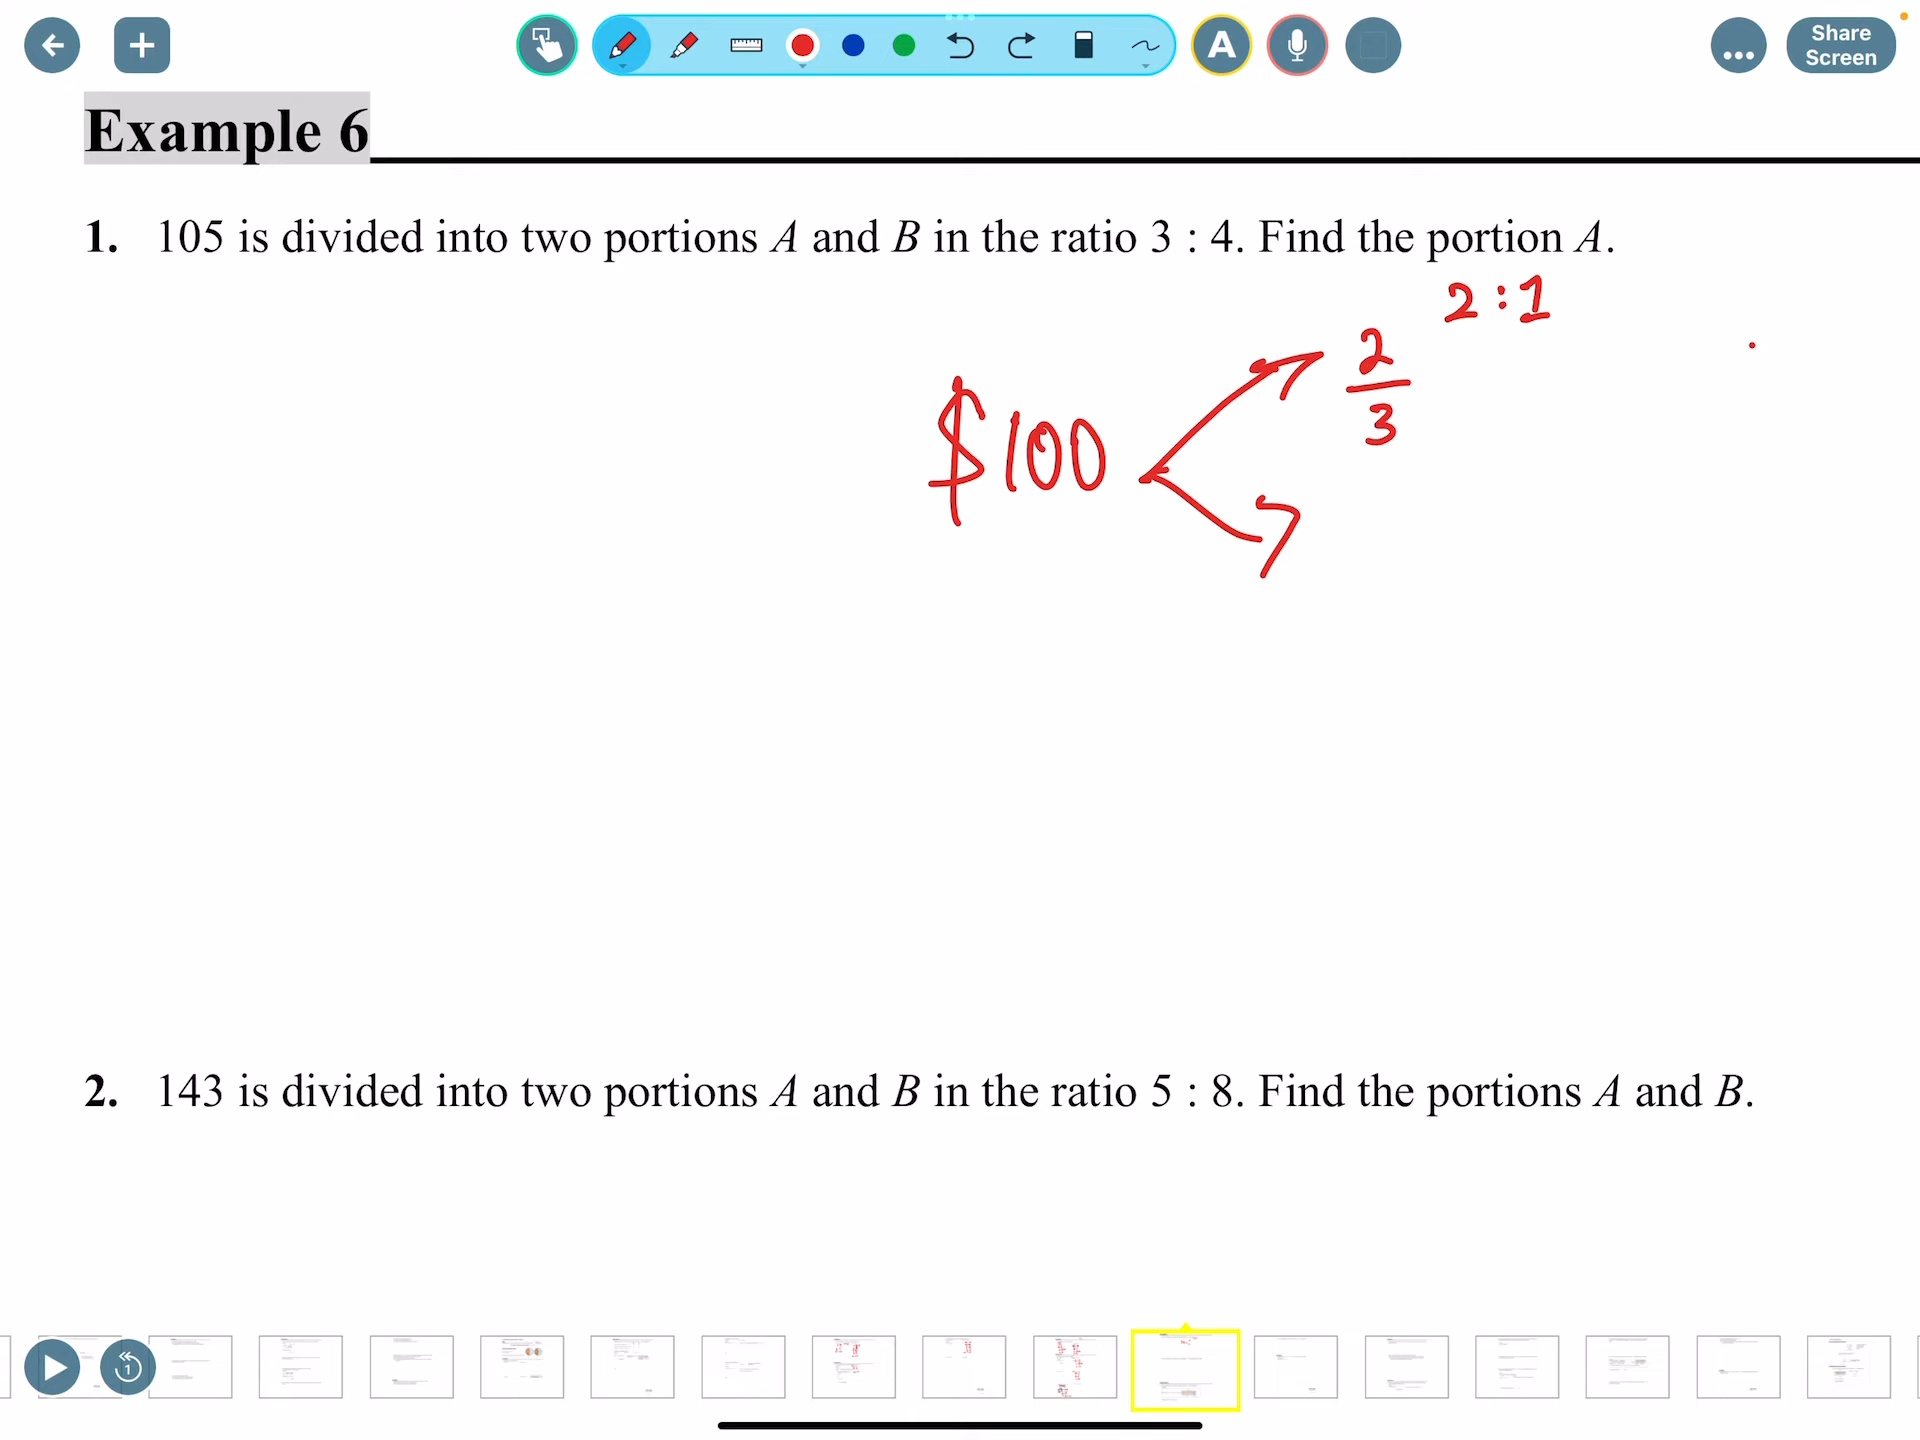 A
Share
Screen
Example 6
1. 105 is divided into two portions A and B in the ratio 3 : 4. Find the portion A.
2 : 1
2
3
$100
2. 143 is divided into two portions A and B in the ratio 5 : 8. Find the portions A and B.
1